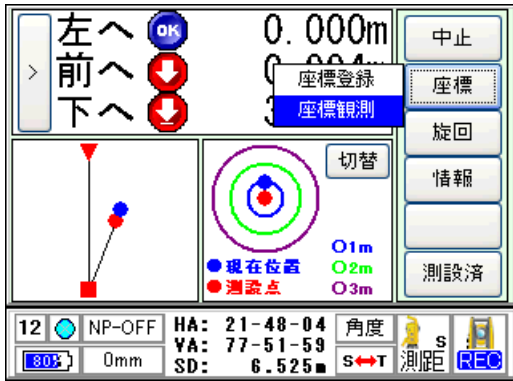 左へ OK 0.000m
前へ
下へ
>
座標登録
座標観測
中止
座標
旋回
情報
測設済
切替
●現在位置
●測設点
O1m
O2m
O3m
12 NP-OFF HA: 21-48-04 角度
VA: 77-51-59
80% 0mm SD: 6.525m S↔T
S
測距 REC